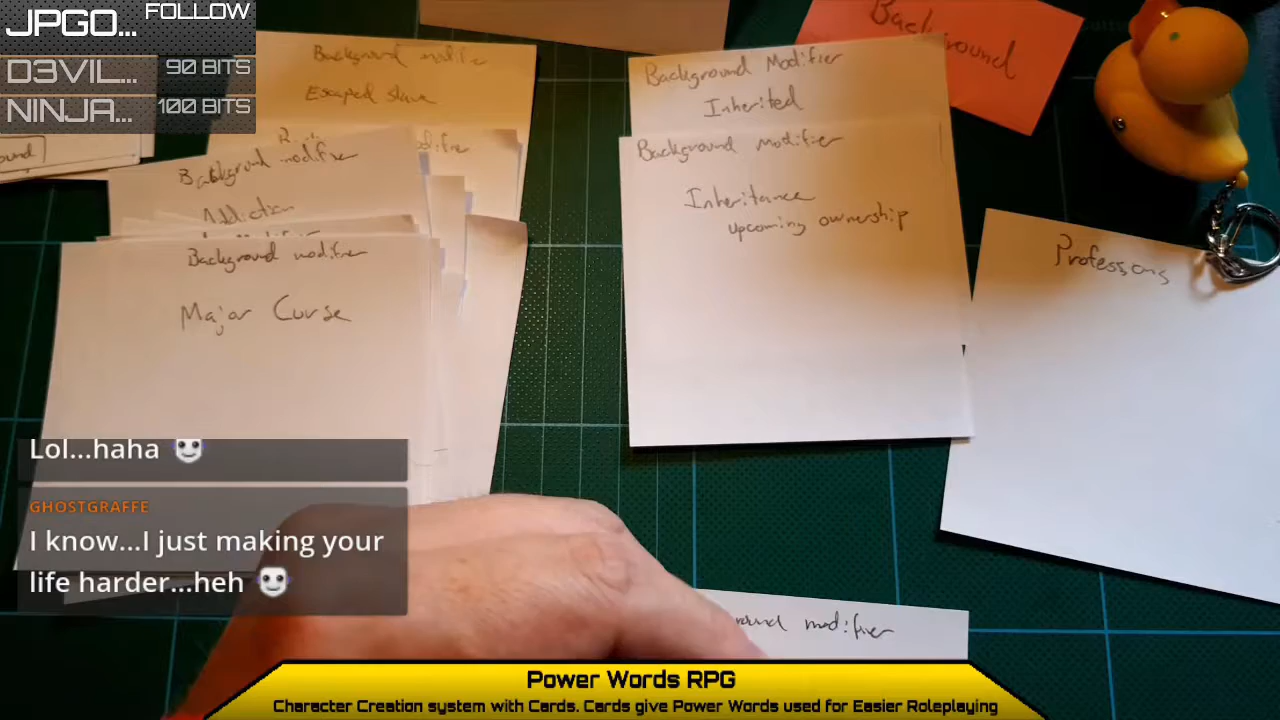 JPGO... FOLLOW
D3VIL... 90 BITS
NINJA... 100 BITS
Background modifier
Escaped slave
Background modifier
Addiction
Background modifier
Major Curse
Background Modifier
Inherited
Background modifier
Inheritance
upcoming ownership
Background
Professions
ound
modifier
Lol...haha
GHOSTGRAFFE
I know...I just making your
life harder...heh
Power Words RPG
Character Creation system with Cards. Cards give Power Words used for Easier Roleplaying